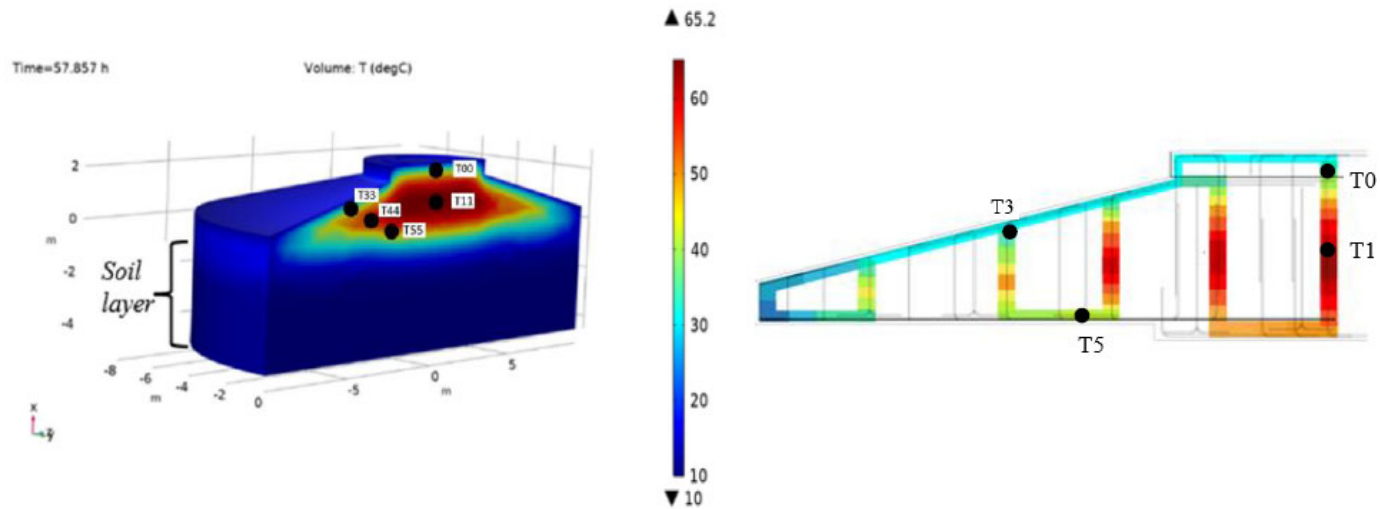 Time=57.857 h
Volume: T (degC)
2
0
-2
-4
m
Soil
layer
T00
T33
T11
T44
T55
-8
-6
-4
-2
0
m
-5
0
5
m
x
y
▲ 65.2
60
50
40
30
20
10
▼ 10
T0
T3
T1
T5